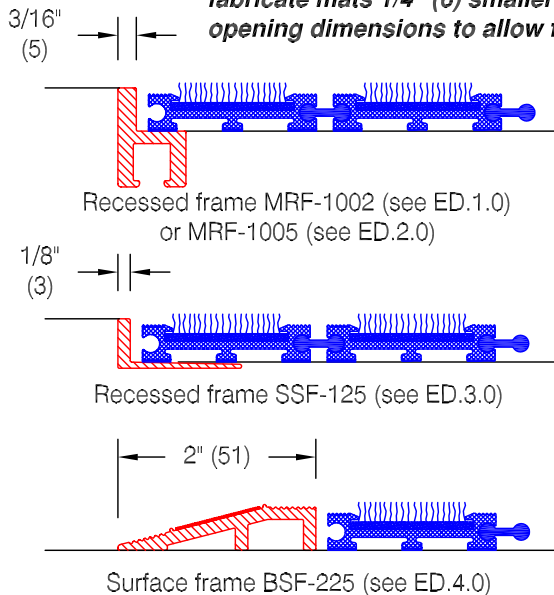 fabricate mats 1/4" (6) smaller
opening dimensions to allow f
3/16"
(5)
Recessed frame MRF-1002 (see ED.1.0)
or MRF-1005 (see ED.2.0)
1/8"
(3)
Recessed frame SSF-125 (see ED.3.0)
2" (51)
Surface frame BSF-225 (see ED.4.0)